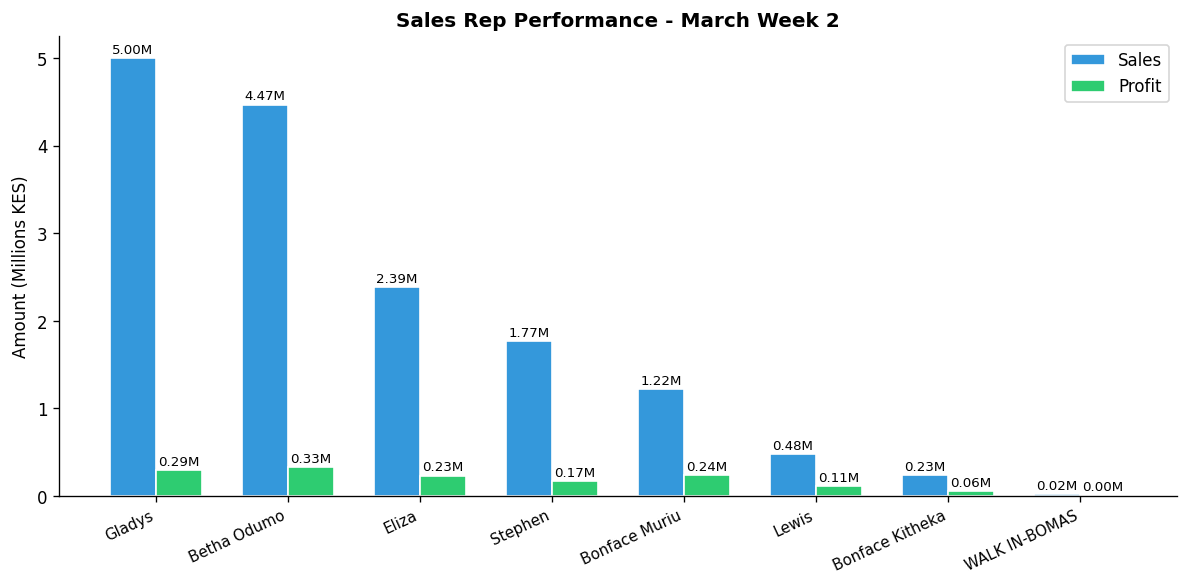 Sales Rep Performance - March Week 2
Sales
Profit
Amount (Millions KES)
5
4
3
2
1
0
5.00M
0.29M
4.47M
0.33M
2.39M
0.23M
1.77M
0.17M
1.22M
0.24M
0.48M
0.11M
0.23M
0.06M
0.02M
0.00M
Gladys
Betha Odumo
Eliza
Stephen
Bonface Muriu
Lewis
Bonface Kitheka
WALK IN-BOMAS